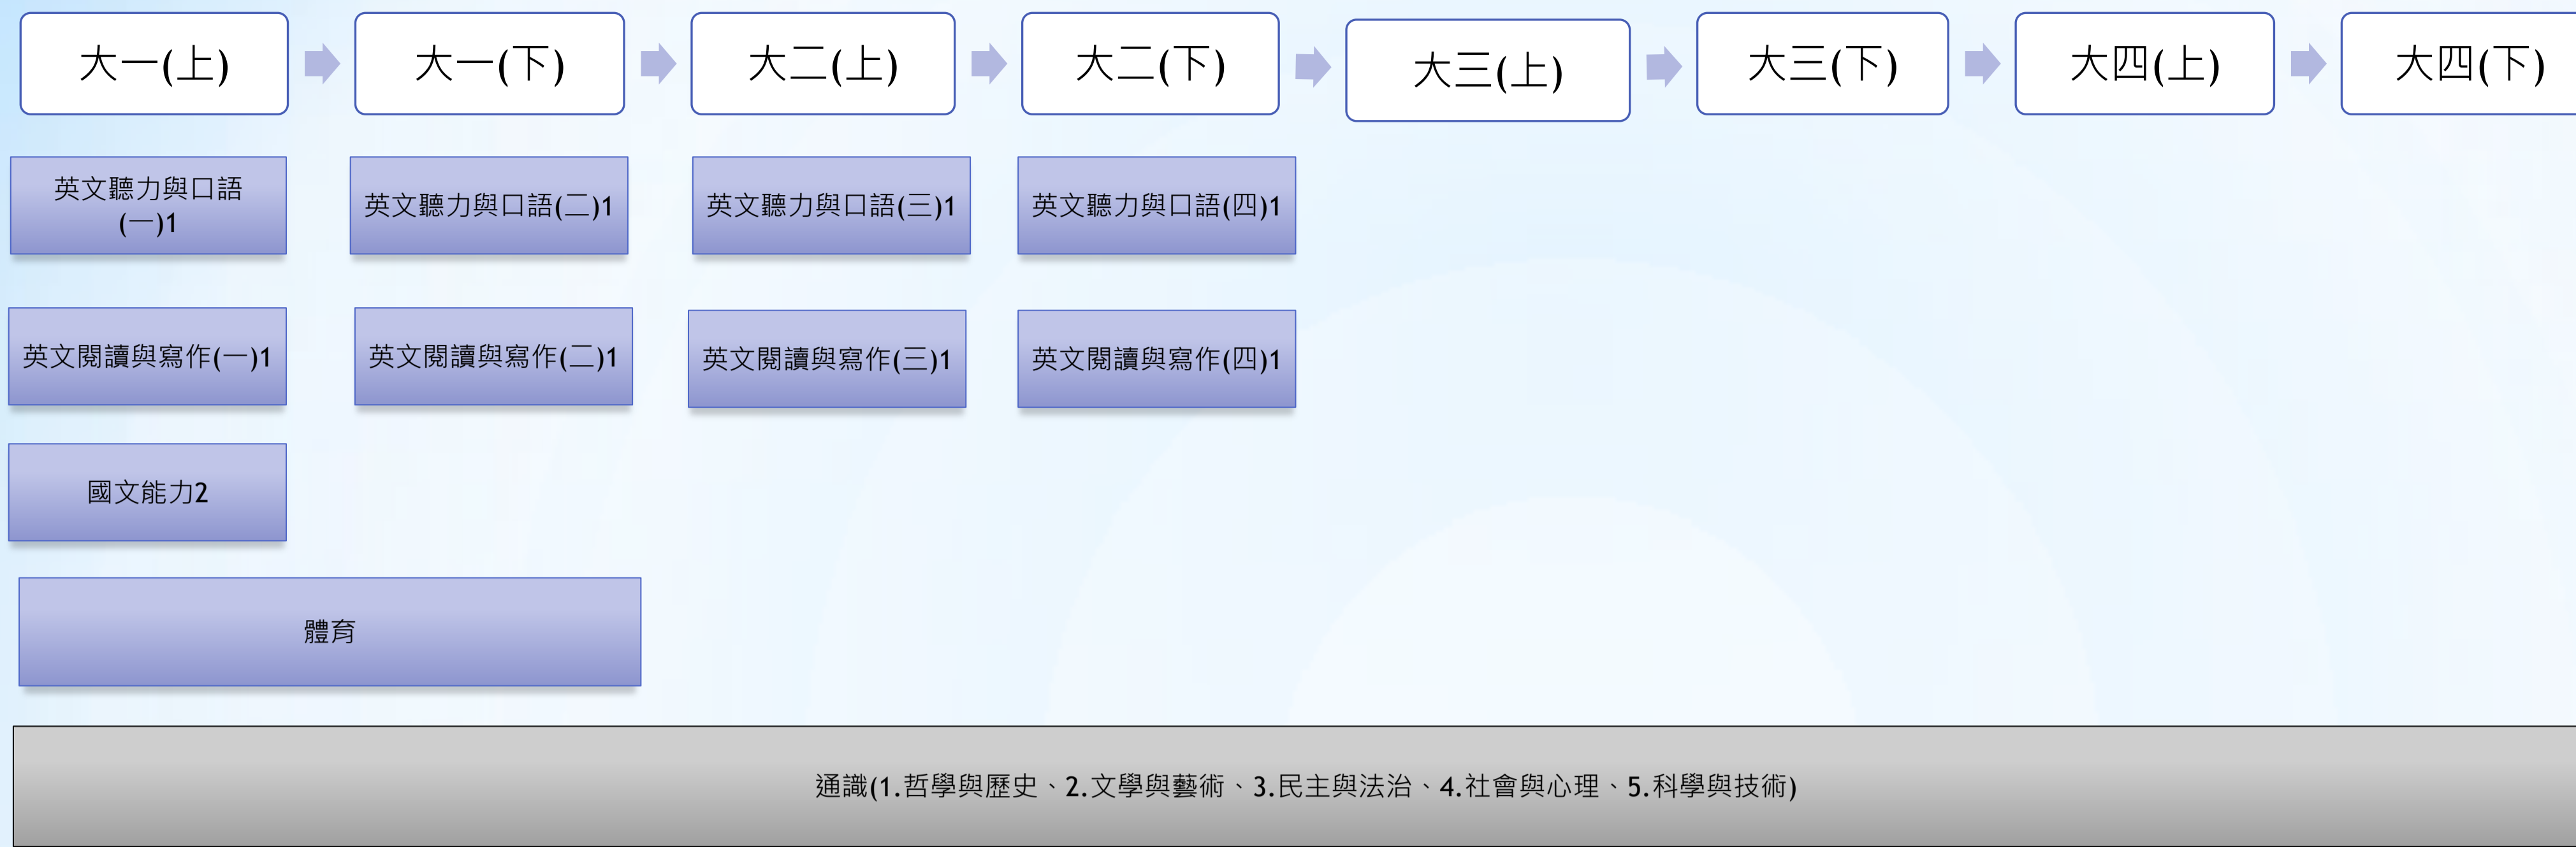 大一(上)
大一(下)
大二(上)
大二(下)
大三(上)
大三(下)
大四(上)
大四(下)
英文聽力與口語
(一)1
英文聽力與口語(二)1
英文聽力與口語(三)1
英文聽力與口語(四)1
英文閱讀與寫作(一)1
英文閱讀與寫作(二)1
英文閱讀與寫作(三)1
英文閱讀與寫作(四)1
國文能力2
體育
通識(1.哲學與歷史、2.文學與藝術、3.民主與法治、4.社會與心理、5.科學與技術)